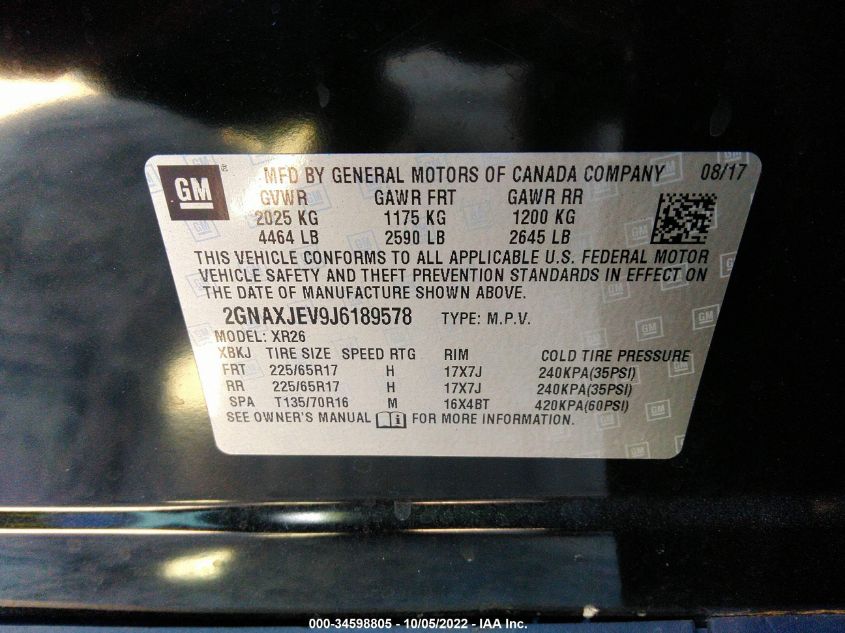 GM
MFD BY GENERAL MOTORS OF CANADA COMPANY 08/17
GVWR GAWR FRT GAWR RR
2025 KG 1175 KG 1200 KG
4464 LB 2590 LB 2645 LB
THIS VEHICLE CONFORMS TO ALL APPLICABLE U.S. FEDERAL MOTOR
VEHICLE SAFETY AND THEFT PREVENTION STANDARDS IN EFFECT ON
THE DATE OF MANUFACTURE SHOWN ABOVE.
2GNAXJEV9J6189578 TYPE: M.P.V.
MODEL: XR26
XBKJ TIRE SIZE SPEED RTG RIM COLD TIRE PRESSURE
FRT 225/65R17 H 17X7J 240KPA(35PSI)
RR 225/65R17 H 17X7J 240KPA(35PSI)
SPA T135/70R16 M 16X4BT 420KPA(60PSI)
SEE OWNER'S MANUAL FOR MORE INFORMATION.
000-34598805 - 10/05/2022 - IAA Inc.